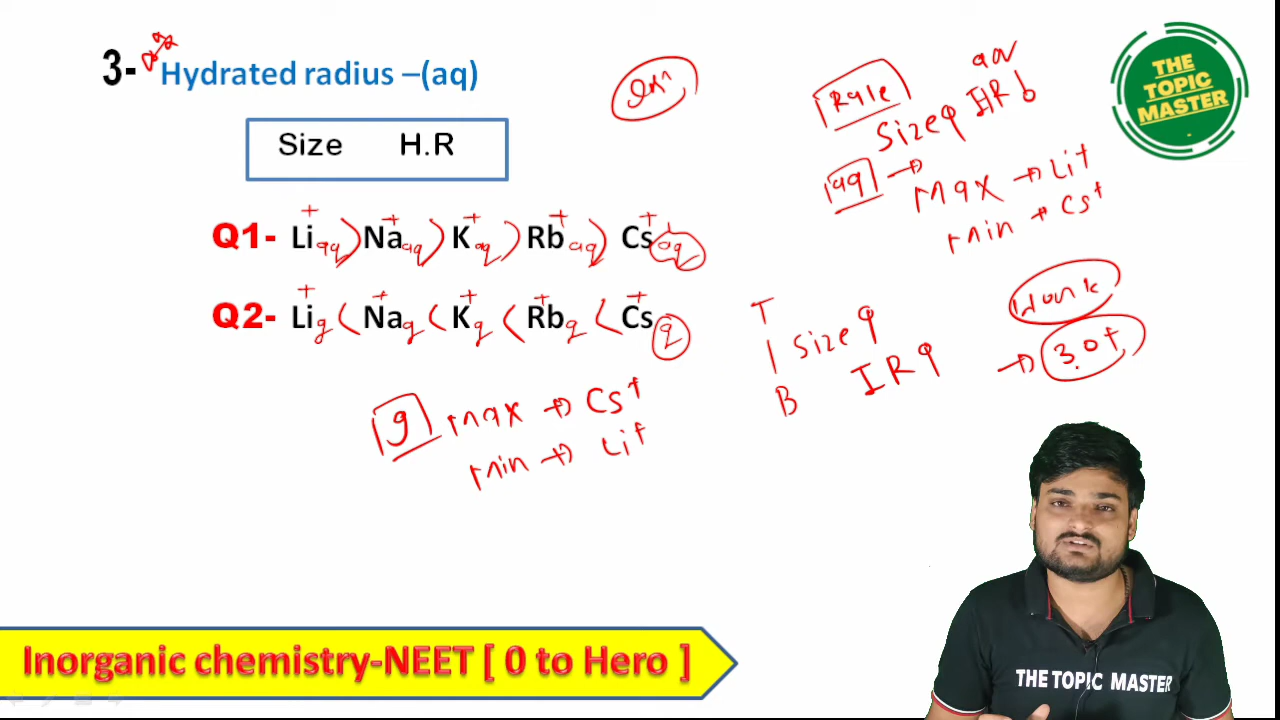 3- Hydrated radius –(aq)
Size H.R
Q1- Li+aq > Na+aq > K+aq > Rb+aq > Cs+aq
Q2- Li+g < Na+g < K+g < Rb+g < Cs+g
g max → Cs+
min → Li+
Rule
Size↑ HR↓
aq → max → Li+
min → Cs+
T
Size↑
B
IR↑
→ 3.0+
THE
TOPIC
MASTER
THE TOPIC MASTER
Inorganic chemistry-NEET [ 0 to Hero ]